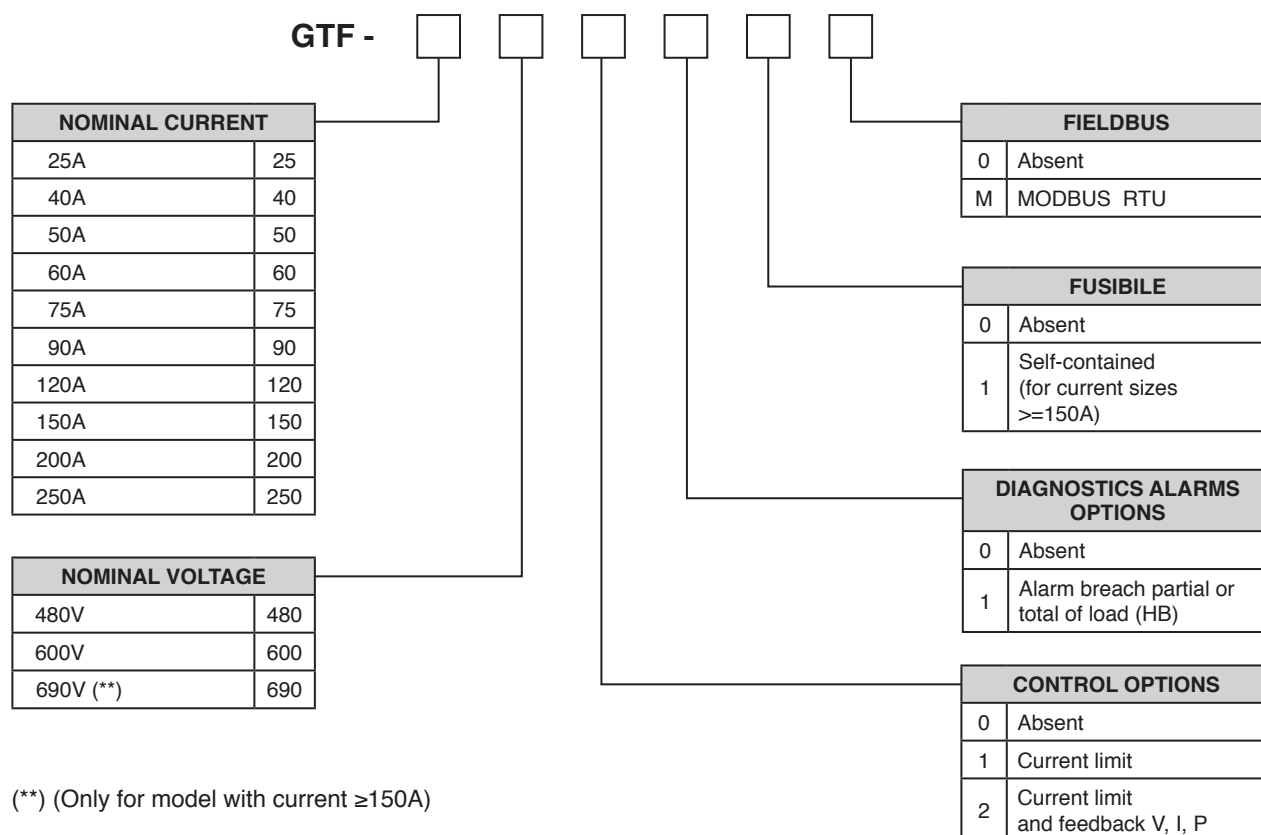 GTF -
NOMINAL CURRENT
25A 25
40A 40
50A 50
60A 60
75A 75
90A 90
120A 120
150A 150
200A 200
250A 250
NOMINAL VOLTAGE
480V 480
600V 600
690V (**) 690
(**) (Only for model with current ≥150A)
FIELDBUS
0 Absent
M MODBUS RTU
FUSIBILE
0 Absent
1 Self-contained
(for current sizes
>=150A)
DIAGNOSTICS ALARMS
OPTIONS
0 Absent
1 Alarm breach partial or
total of load (HB)
CONTROL OPTIONS
0 Absent
1 Current limit
2 Current limit
and feedback V, I, P